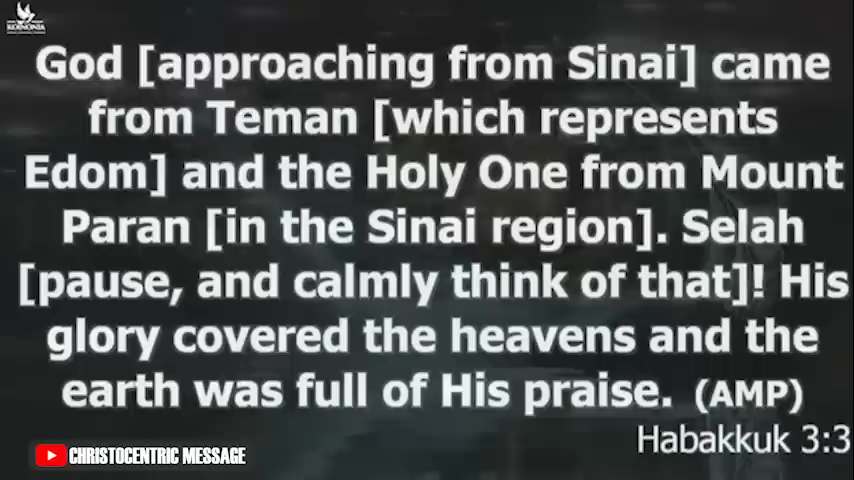 KOINONIA
God [approaching from Sinai] came
from Teman [which represents
Edom] and the Holy One from Mount
Paran [in the Sinai region]. Selah
[pause, and calmly think of that]! His
glory covered the heavens and the
earth was full of His praise. (AMP)
Habakkuk 3:3
CHRISTOCENTRIC MESSAGE